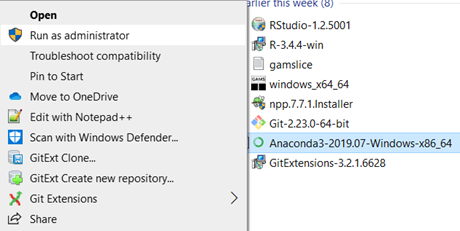 Open
Run as administrator
Troubleshoot compatibility
Pin to Start
Move to OneDrive
Edit with Notepad++
Scan with Windows Defender...
GitExt Clone...
GitExt Create new repository...
Git Extensions
Share
earlier this week (8)
RStudio-1.2.5001
R-3.4.4-win
gamslice
GAMS
windows_x64_64
npp.7.7.1.Installer
Git-2.23.0-64-bit
Anaconda3-2019.07-Windows-x86_64
GitExtensions-3.2.1.6628